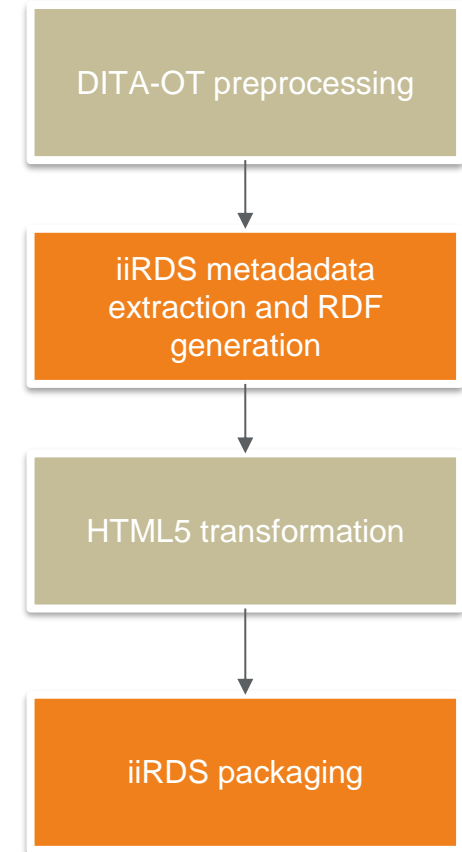 DITA-OT preprocessing
iiRDS metadadata
extraction and RDF
generation
HTML5 transformation
iiRDS packaging